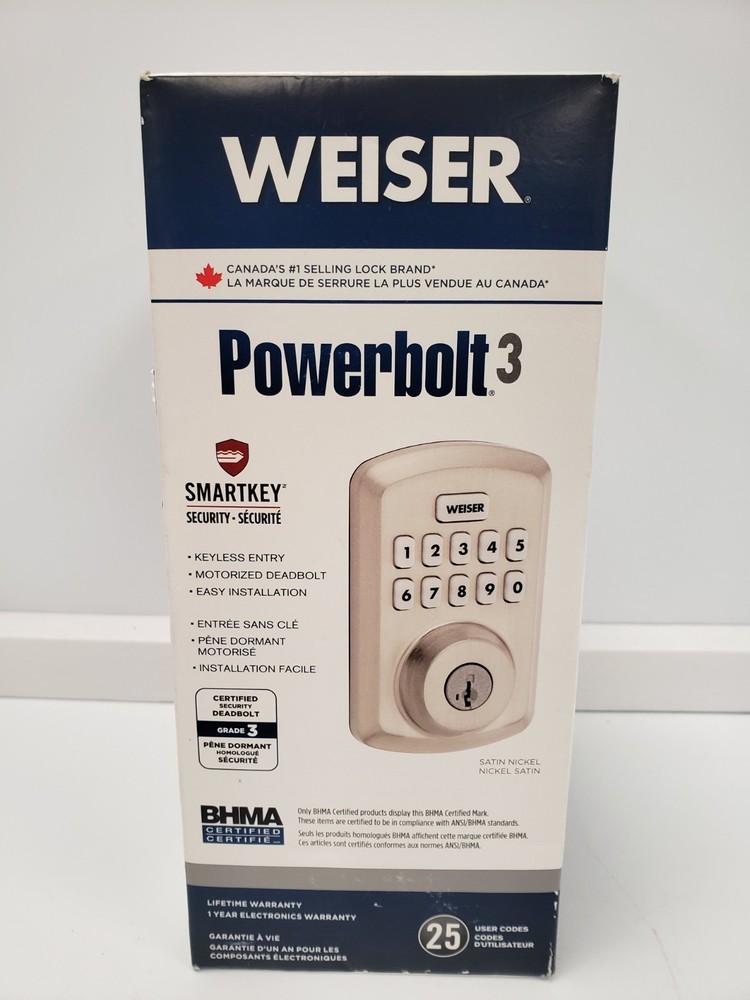 WEISER®
CANADA'S #1 SELLING LOCK BRAND*
LA MARQUE DE SERRURE LA PLUS VENDUE AU CANADA*
Powerbolt® 3
SMARTKEY
SECURITY • SÉCURITÉ
• KEYLESS ENTRY
• MOTORIZED DEADBOLT
• EASY INSTALLATION
• ENTRÉE SANS CLÉ
• PÊNE DORMANT
MOTORISÉ
• INSTALLATION FACILE
WEISER
1 2 3 4 5
6 7 8 9 0
CERTIFIED
SECURITY
DEADBOLT
GRADE 3
PÊNE DORMANT
HOMOLOGUÉ
SÉCURITÉ
SATIN NICKEL
NICKEL SATIN
BHMA
CERTIFIED
CERTIFIÉ
Only BHMA Certified products display this BHMA Certified Mark.
These items are certified to be in compliance with ANSI/BHMA standards.
Seuls les produits homologués BHMA affichent cette marque certifiée BHMA.
Ces articles sont certifiés conformes aux normes ANSI/BHMA.
LIFETIME WARRANTY
1 YEAR ELECTRONICS WARRANTY
GARANTIE À VIE
GARANTIE D'UN AN POUR LES
COMPOSANTS ÉLECTRONIQUES
25
USER CODES
CODES
D'UTILISATEUR